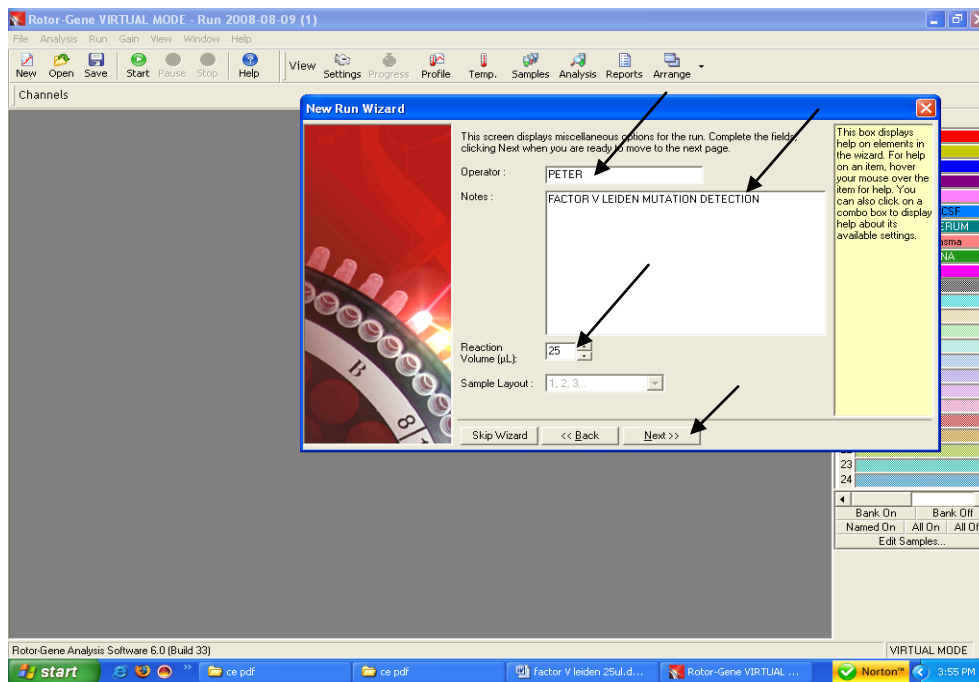 Rotor-Gene VIRTUAL MODE - Run 2008-08-09 (1)
File Analysis Run Gain View Window Help
New Open Save Start Pause Stop Help View Settings Progress Profile Temp. Samples Analysis Reports Arrange
Channels
New Run Wizard
This screen displays miscellaneous options for the run. Complete the fields,
clicking Next when you are ready to move to the next page.
Operator :
PETER
Notes :
FACTOR V LEIDEN MUTATION DETECTION
Reaction
Volume (µL):
25
Sample Layout :
1, 2, 3...
Skip Wizard
<< Back
Next >>
This box displays
help on elements in
the wizard. For help
on an item, hover
your mouse over the
item for help. You
can also click on a
combo box to display
help about its
available settings.
B
8
CSF
ERUM
asma
NA
23
24
Bank On Bank Off
Named On All On All Of
Edit Samples...
Rotor-Gene Analysis Software 6.0 (Build 33)
VIRTUAL MODE
start
ce pdf
ce pdf
factor V leiden 25ul.d...
Rotor-Gene VIRTUAL ...
Norton™
3:55 PM